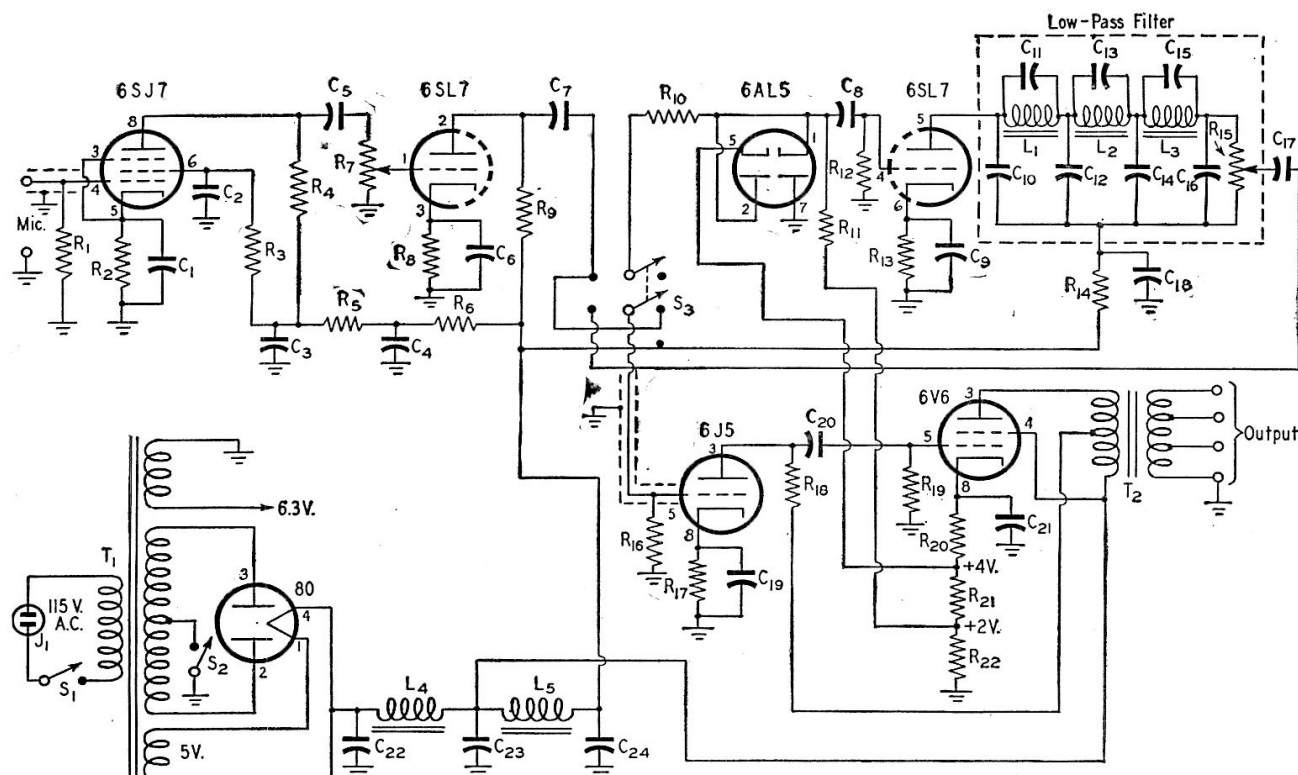 Low-Pass Filter
C11
C13
C15
6SJ7
C5
6SL7
C7
R10
6AL5
C8
6SL7
8
2
5
1
5
3
6
R7
1
R12
4
L1
L2
L3
R15
C17
4
C2
R4
C10
C12
C14
C16
5
3
R9
2
7
6
Mic.
R1
R3
R2
C1
R8
C6
R11
R13
C9
R5
R6
S3
R14
C18
C3
C4
6V6
C20
3
6J5
5
4
Output
3
R18
R19
8
T2
6.3V.
5
R16
8
R20
C21
T1
3
80
R17
C19
+4V.
115 V.
A.C.
4
R21
J1
1
+2V.
S2
2
R22
S1
L4
L5
5V.
C22
C23
C24